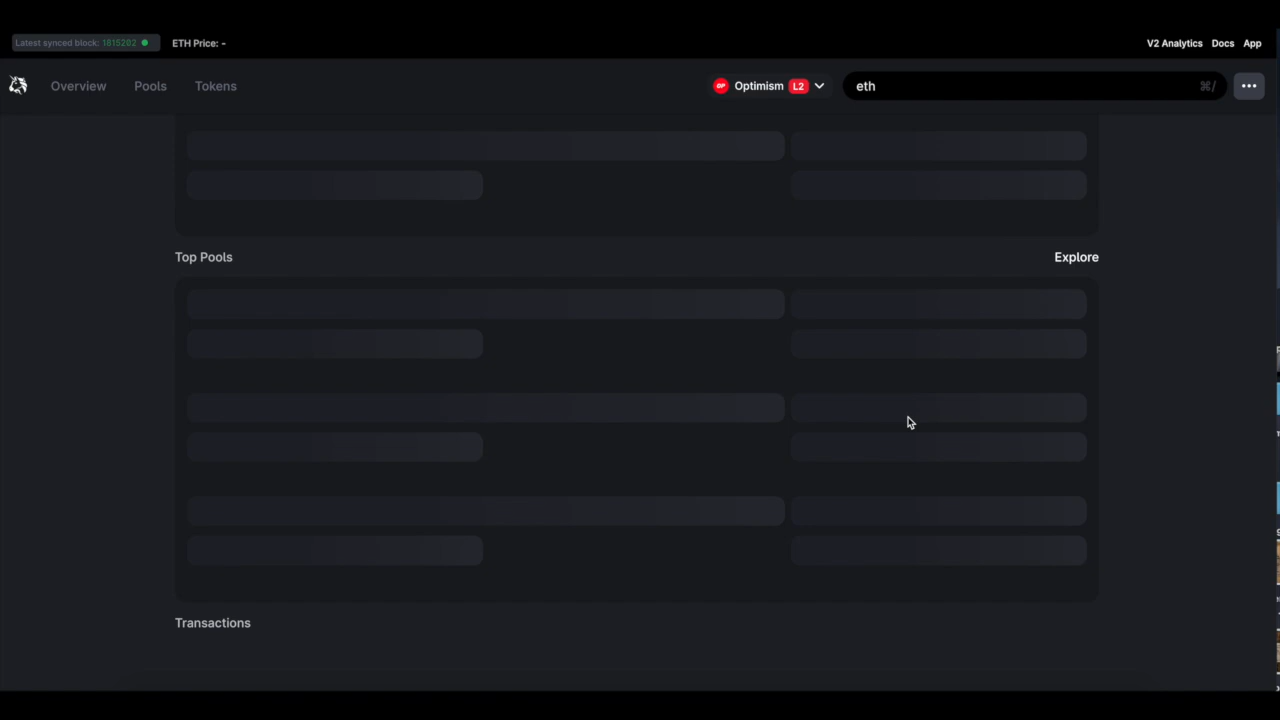 Latest synced block: 1815202
ETH Price: -
V2 Analytics
Docs
App
Overview
Pools
Tokens
OP
Optimism
L2
eth
⌘/
Top Pools
Explore
Transactions